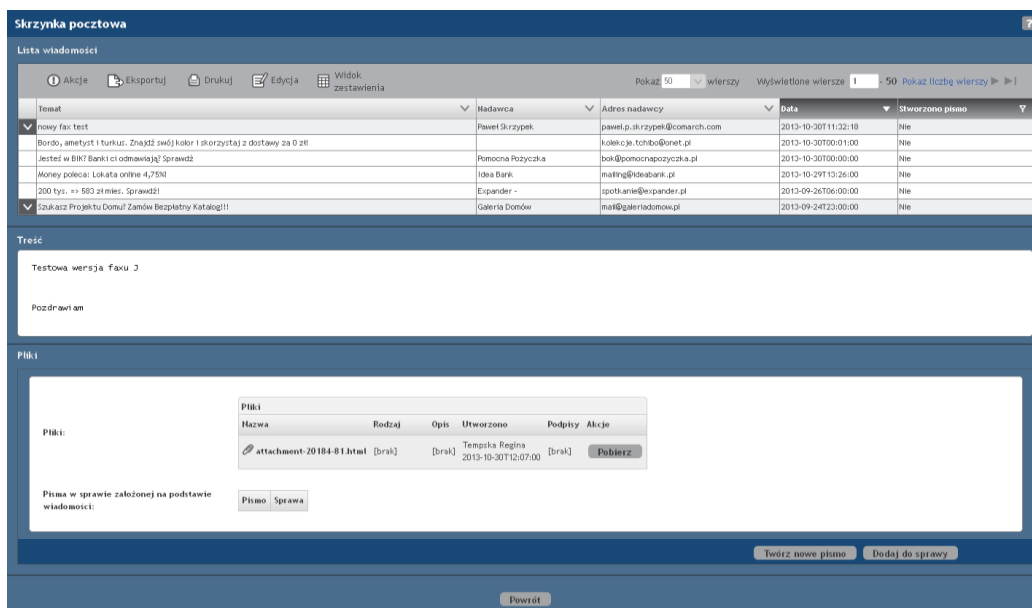 Skrzynka pocztowa
?
Lista wiadomości
Akcje Eksportuj Drukuj Edycja Widok zestawienia Pokaż 50 wierszy Wyświetlone wiersze 1 - 50 Pokaż liczbę wierszy
Temat Nadawca Adres nadawcy Data Stworzono pismo
nowy fax test Paweł Skrzypek pawel.p.skrzypek@comarch.com 2013-10-30T11:32:18 Nie
Bordo, ametyst i turkus. Znajdź swój kolor i skorzystaj z dostawy za 0 zł! kolekcje.tchibo@onet.pl 2013-10-30T00:01:00 Nie
Jesteś w BIK? Banki ci odmawiają? Sprawdź Pomocna Pożyczka bok@pomocnapozyczka.pl 2013-10-30T00:00:00 Nie
Money poleca: Lokata online 4,75%! Idea Bank mailing@ideabank.pl 2013-10-29T13:26:00 Nie
200 tys. => 583 zł mies. Sprawdź! Expander - spotkanie@expander.pl 2013-09-26T06:00:00 Nie
Szukasz Projektu Domu? Zamów Bezpłatny Katalog!!! Galeria Domów mail@galeriadomow.pl 2013-09-24T23:00:00 Nie
Treść
Testowa wersja faxu J
Pozdrawiam
Pliki
Pliki
Nazwa Rodzaj Opis Utworzono Podpisy Akcje
Pliki:
attachment-20184-81.html [brak] [brak] Tempska Regina 2013-10-30T12:07:00 [brak] Pobierz
Pisma w sprawie założonej na podstawie
wiadomości:
Pismo Sprawa
Twórz nowe pismo Dodaj do sprawy
Powrót